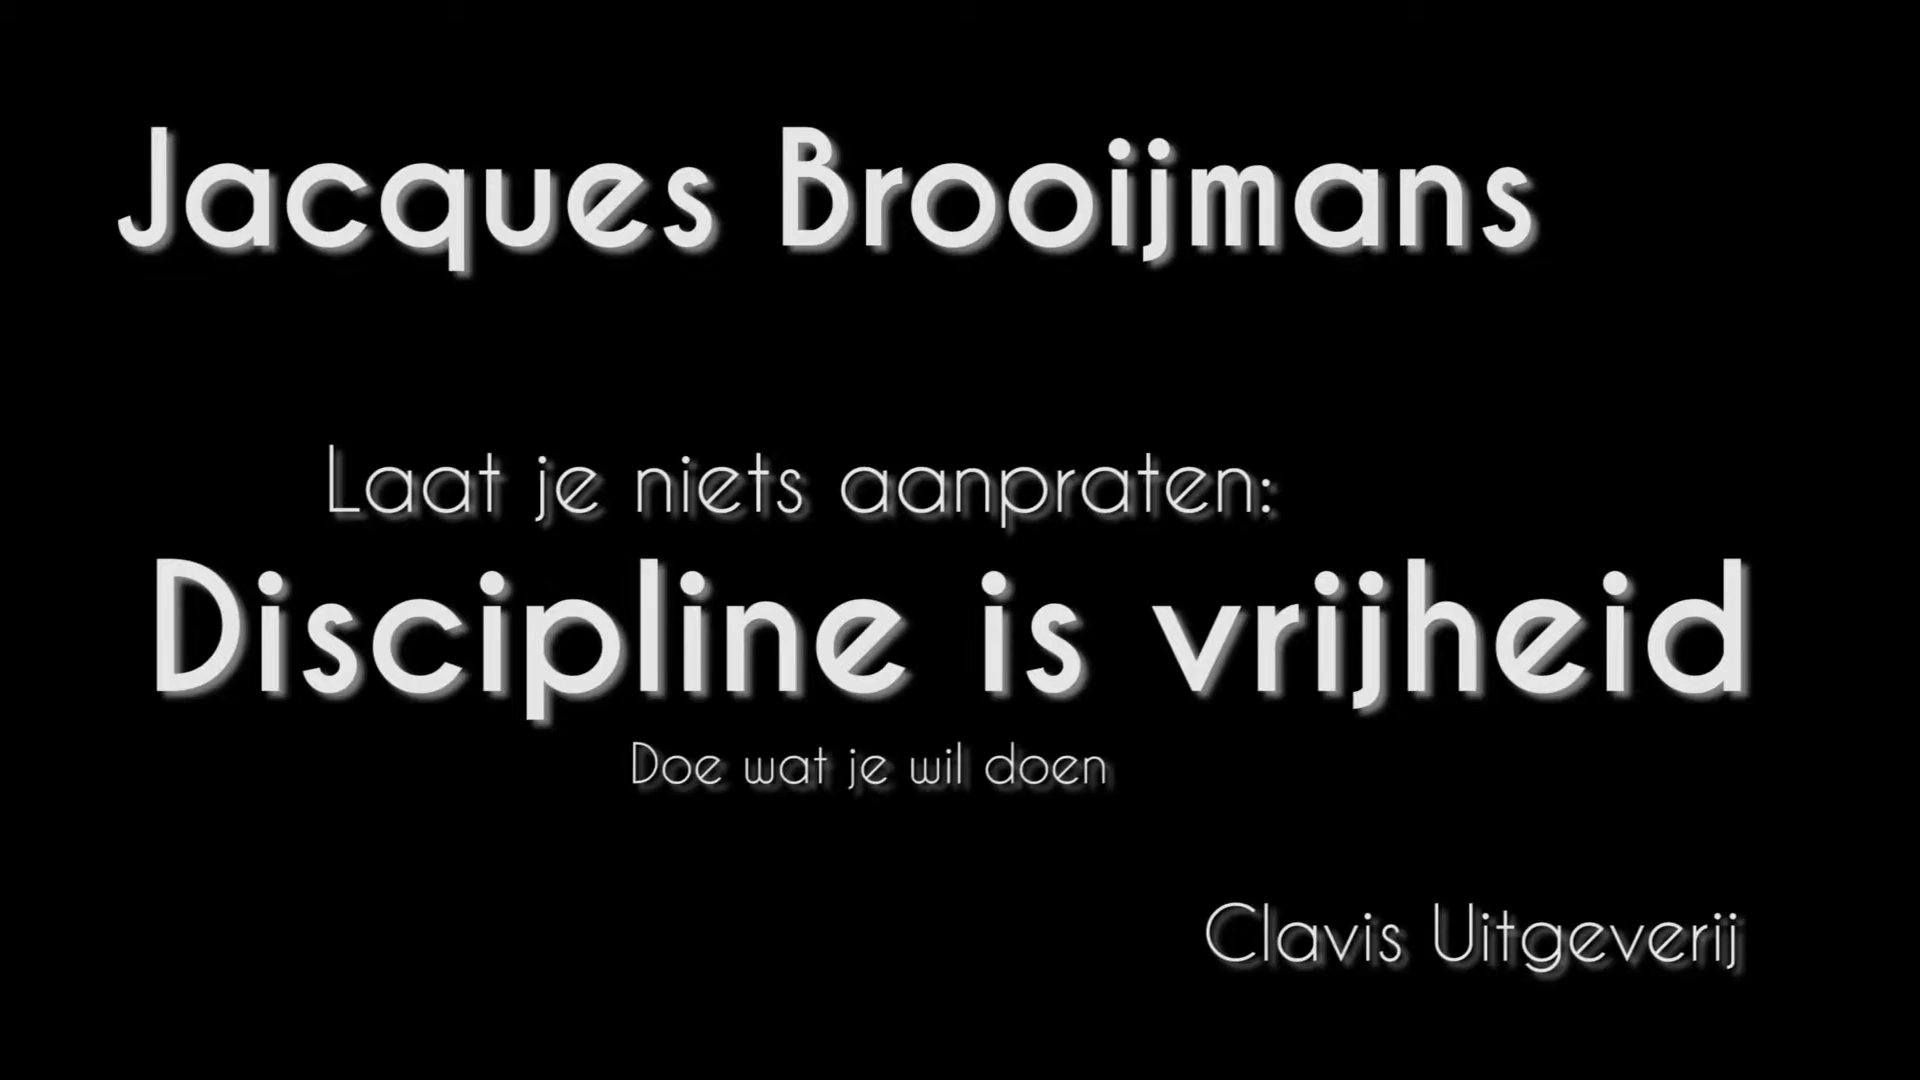 Jacques Brooijmans
Laat je niets aanpraten:
Discipline is vrijheid
Doe wat je wil doen
Clavis Uitgeverij